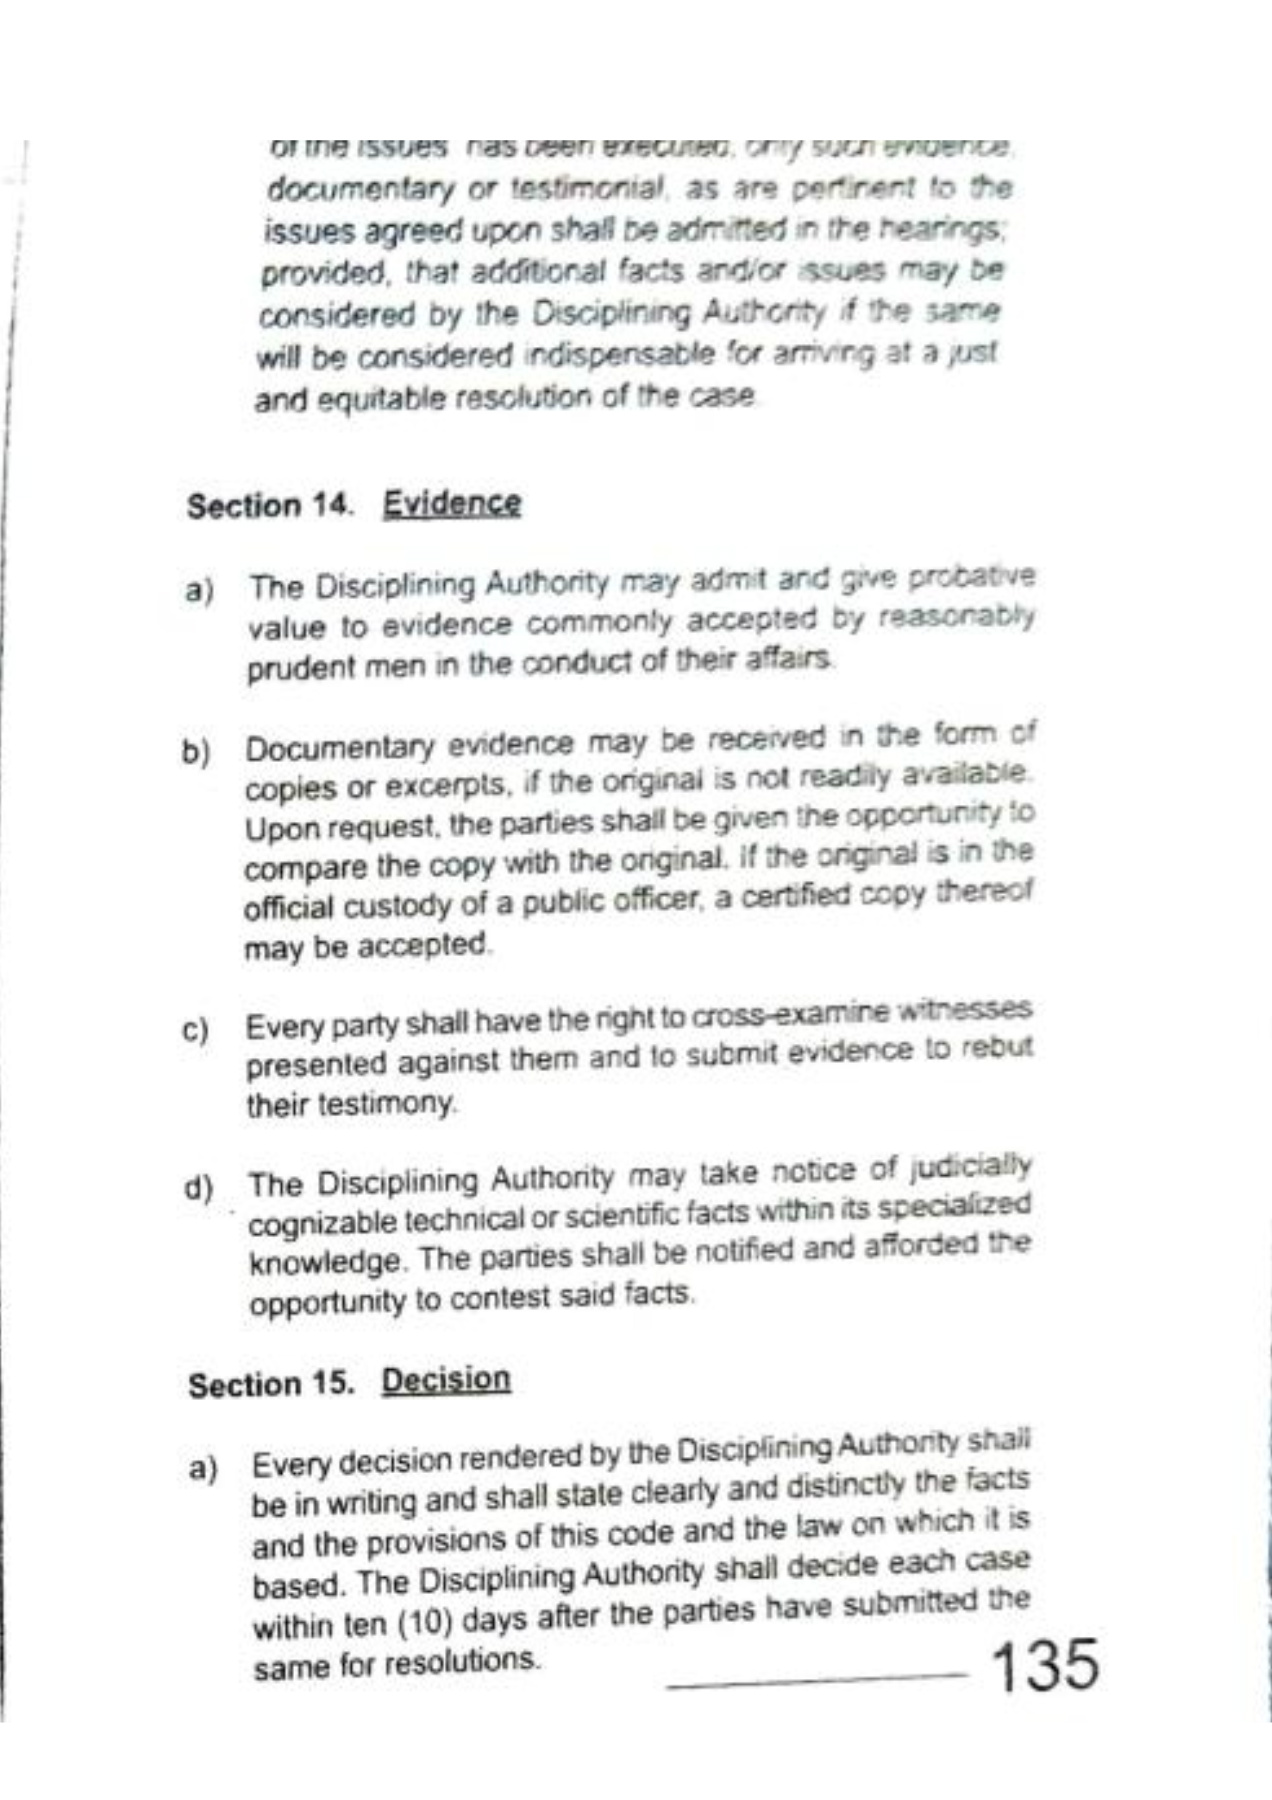 of the issues has been executed, only such evidence,
documentary or testimonial, as are pertinent to the
issues agreed upon shall be admitted in the hearings;
provided, that additional facts and/or issues may be
considered by the Disciplining Authority if the same
will be considered indispensable for arriving at a just
and equitable resolution of the case.
Section 14. Evidence
a) The Disciplining Authority may admit and give probative
value to evidence commonly accepted by reasonably
prudent men in the conduct of their affairs.
b) Documentary evidence may be received in the form of
copies or excerpts, if the original is not readily available.
Upon request, the parties shall be given the opportunity to
compare the copy with the original. If the original is in the
official custody of a public officer, a certified copy thereof
may be accepted.
c) Every party shall have the right to cross-examine witnesses
presented against them and to submit evidence to rebut
their testimony.
d) The Disciplining Authority may take notice of judicially
cognizable technical or scientific facts within its specialized
knowledge. The parties shall be notified and afforded the
opportunity to contest said facts.
Section 15. Decision
a) Every decision rendered by the Disciplining Authority shall
be in writing and shall state clearly and distinctly the facts
and the provisions of this code and the law on which it is
based. The Disciplining Authority shall decide each case
within ten (10) days after the parties have submitted the
same for resolutions.
135